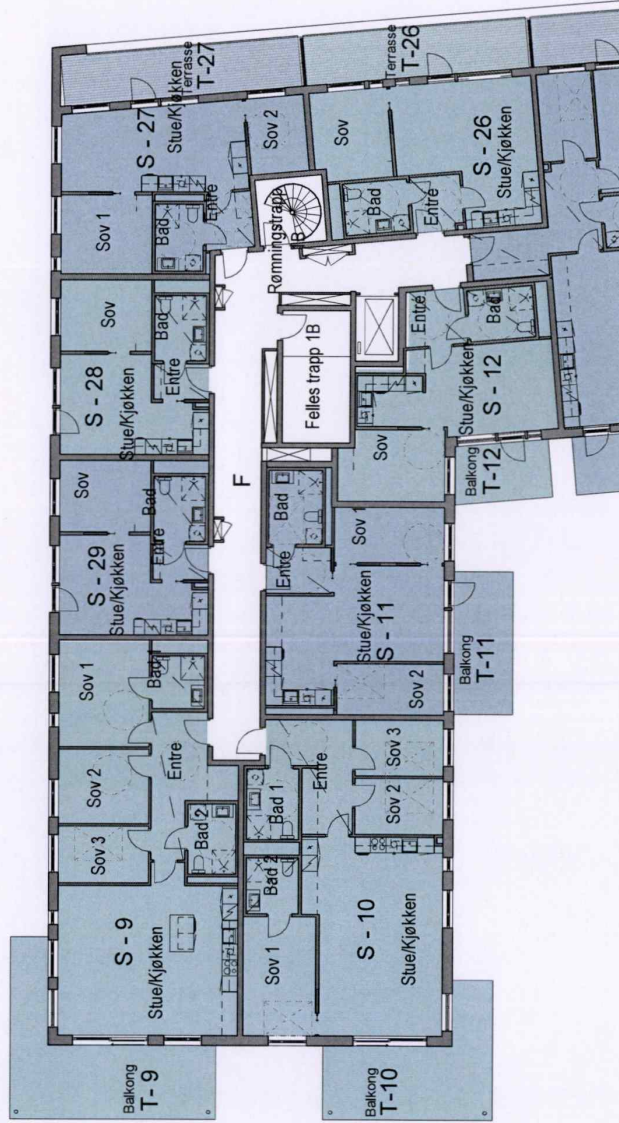 Terrasse
T-27
Terrasse
T-26
S - 27
Stue/Kjøkken
Sov 2
Sov 1
Bad
Entre
Rømningstrapp
B
Sov
S - 26
Stue/Kjøkken
Bad
Entre
Sov
Bad
S - 28
Stue/Kjøkken
Entre
Felles trapp 1B
F
Entre
Bad
S - 12
Stue/Kjøkken
Sov
Balkong
T-12
Sov
Bad
S - 29
Stue/Kjøkken
Entre
Bad
Entre
Sov 1
Stue/Kjøkken
S - 11
Sov 2
Balkong
T-11
Sov 1
Bad
Sov 2
Entre
Sov 3
Bad 2
S - 9
Stue/Kjøkken
Balkong
T- 9
Bad 1
Entre
Sov 3
Sov 2
Bad 2
Sov 1
S - 10
Stue/Kjøkken
Balkong
T-10